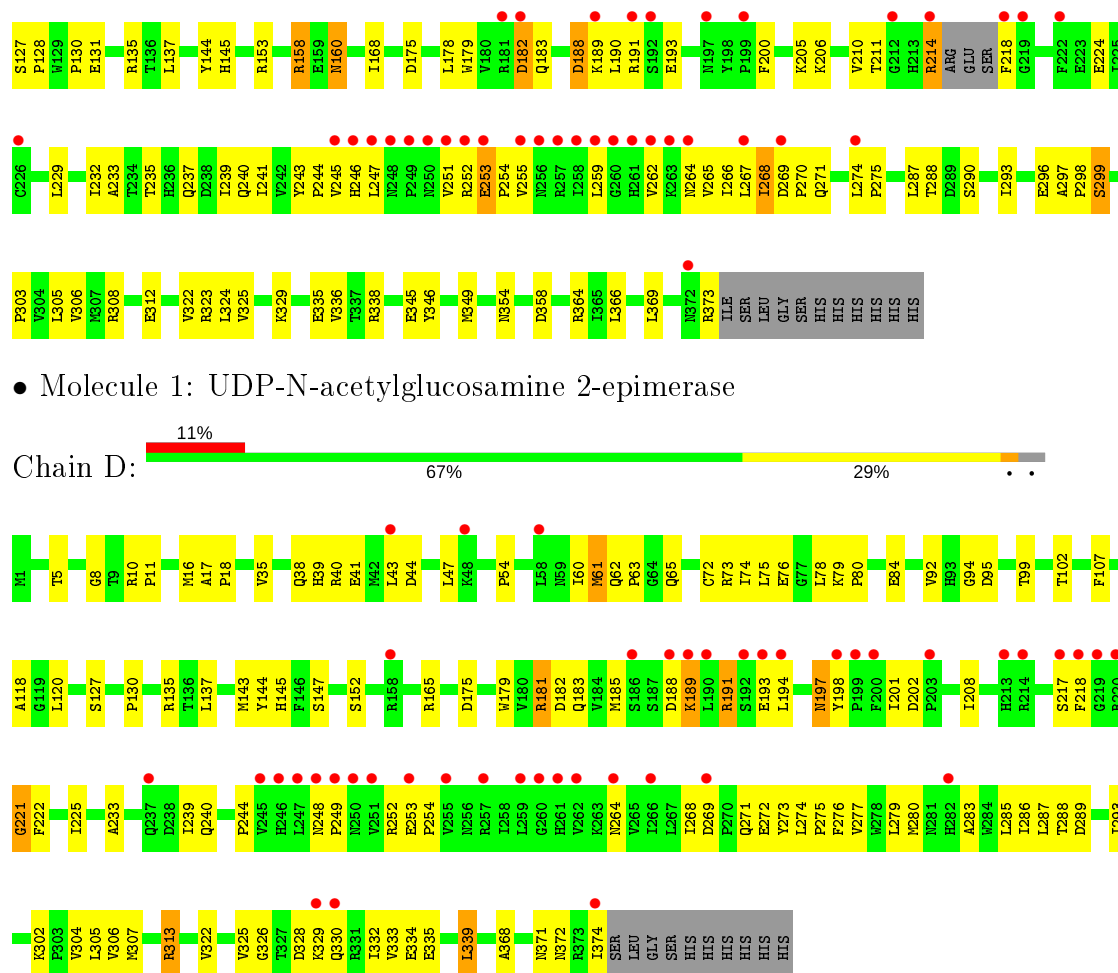 S127 P128 W129 P130 E131 R135 T136 L137 Y144 H145 R153 R158 E159 N160 I168 D175 L178 W179 V180 R181 D182 Q183 D188 K189 L190 R191 S192 E193 N197 Y198 P199 F200 K205 K206 V210 T211 G212 H213 R214 ARG GLU SER F218 G219 F222 E223 E224 I225
C226 L229 I232 A233 T234 T235 H236 Q237 D238 I239 Q240 I241 V242 Y243 P244 V245 H246 L247 N248 P249 N250 V251 R252 E253 P254 V255 N256 R257 I258 L259 G260 H261 V262 K263 N264 V265 I266 L267 I268 D269 P270 Q271 L274 P275 L287 T288 D289 S290 I293 E296 A297 P298 S299
P303 V304 L305 V306 M307 R308 E312 V322 R323 L324 V325 K329 E335 V336 T337 R338 E345 Y346 M349 N354 D358 R364 I365 L366 L369 N372 R373 ILE SER LEU GLY SER HIS HIS HIS HIS HIS HIS
• Molecule 1: UDP-N-acetylglucosamine 2-epimerase
11%
Chain D:
67% 29% • •
M1 T5 G8 T9 R10 P11 M16 A17 P18 V35 Q38 H39 R40 E41 M42 L43 D44 L47 K48 P54 L58 N59 I60 M61 Q62 P63 G64 Q65 C72 R73 I74 L75 E76 G77 L78 K79 P80 E84 V92 H93 G94 D95 T99 T102 F107
A118 G119 L120 S127 P130 R135 T136 L137 M143 Y144 H145 F146 S147 S152 R158 R165 D175 W179 V180 R181 D182 Q183 V184 M185 S186 S187 D188 K189 L190 R191 S192 E193 L194 N197 Y198 P199 F200 I201 D202 P203 I208 H213 R214 S217 F218 G219 R220
G221 F222 I225 A233 Q237 D238 I239 Q240 P244 V245 H246 L247 N248 P249 N250 V251 R252 E253 P254 V255 N256 R257 I258 L259 G260 H261 V262 K263 N264 V265 I266 L267 I268 D269 P270 Q271 E272 Y273 L274 P275 F276 V277 W278 L279 M280 N281 H282 A283 W284 L285 I286 L287 T288 D289 I293
K302 P303 V304 L305 V306 M307 R313 V322 V325 G326 T327 D328 K329 Q330 R331 I332 V333 E334 E335 L339 A368 N371 N372 R373 I374 SER LEU GLY SER HIS HIS HIS HIS HIS HIS